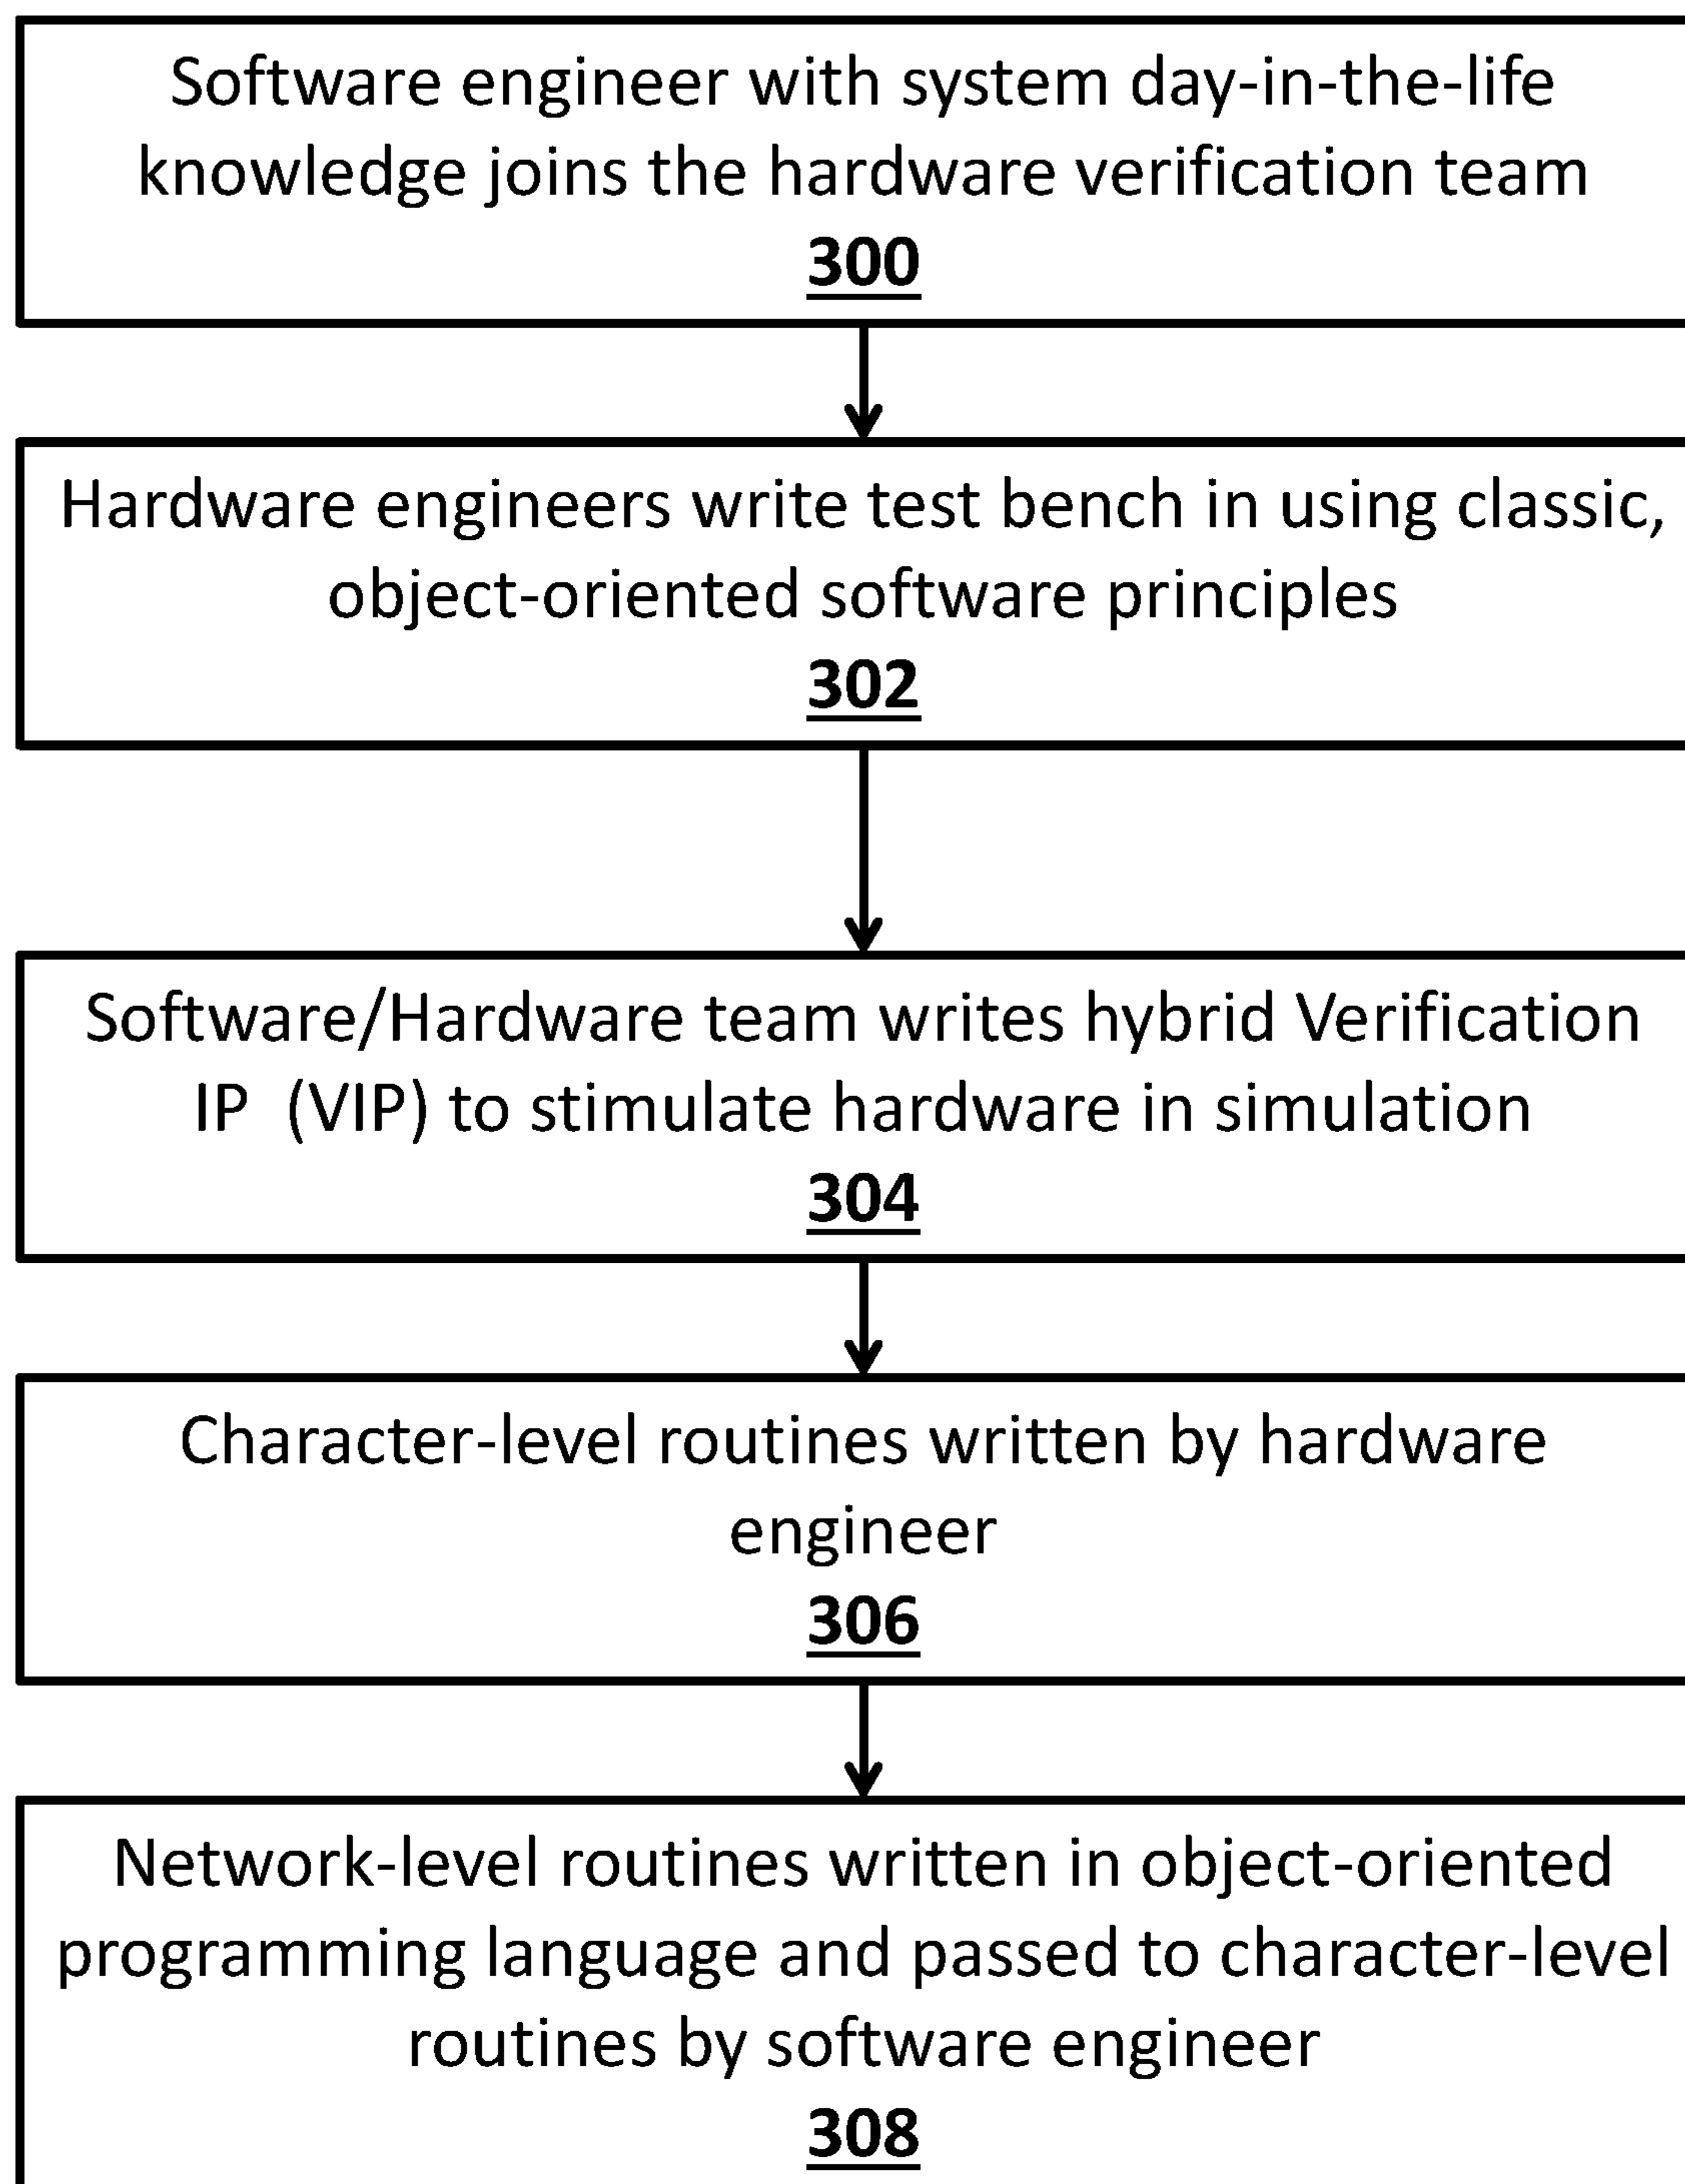 Software engineer with system day-in-the-life
knowledge joins the hardware verification team
300
Hardware engineers write test bench in using classic,
object-oriented software principles
302
Software/Hardware team writes hybrid Verification
IP (VIP) to stimulate hardware in simulation
304
Character-level routines written by hardware
engineer
306
Network-level routines written in object-oriented
programming language and passed to character-level
routines by software engineer
308